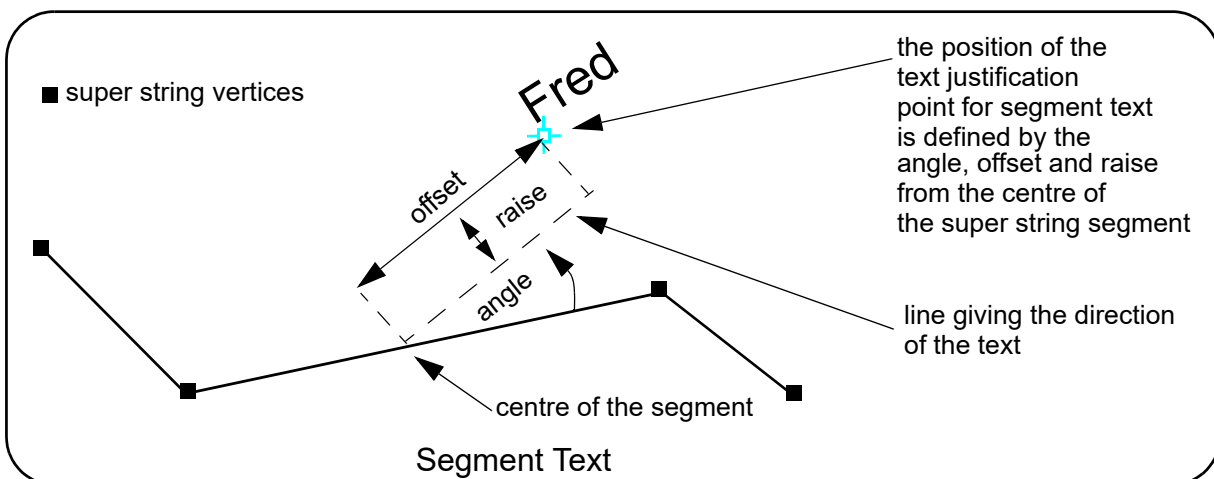 Fred
super string vertices
the position of the
text justification
point for segment text
is defined by the
angle, offset and raise
from the centre of
the super string segment
offset
raise
angle
line giving the direction
of the text
centre of the segment
Segment Text